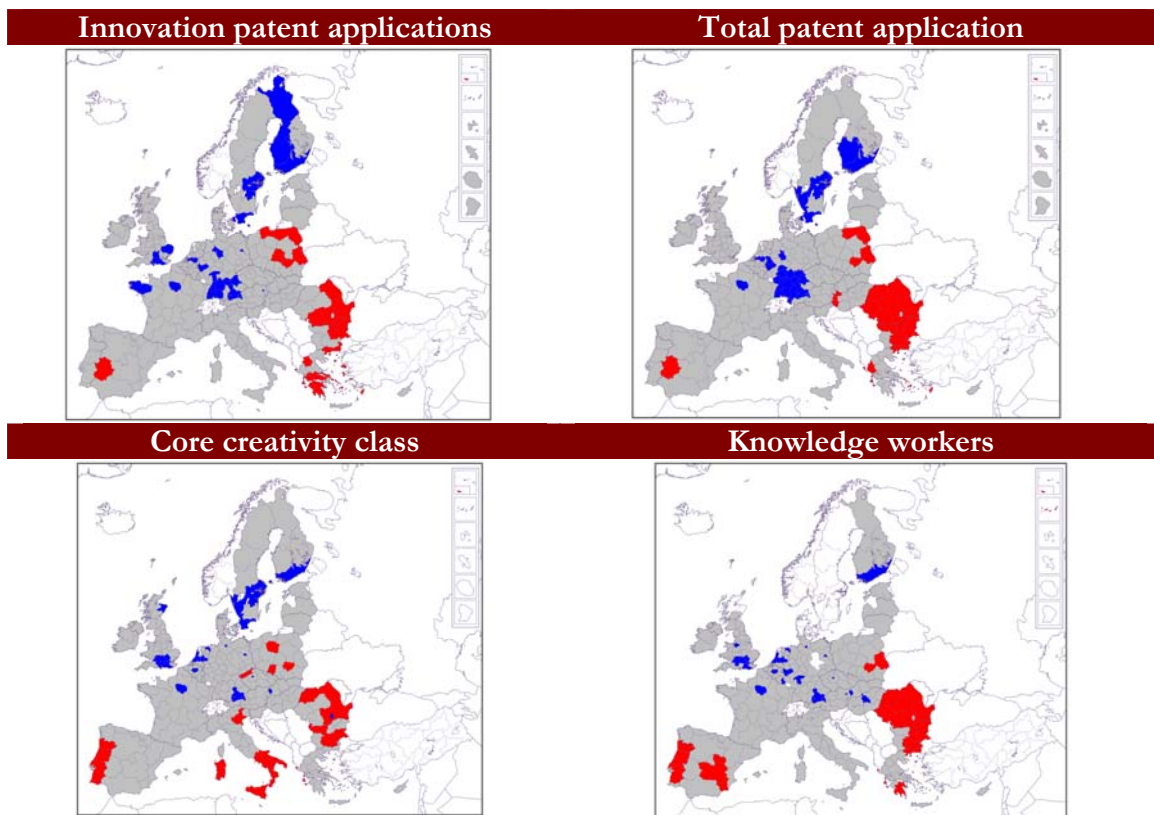 Innovation patent applications
Total patent application
Core creativity class
Knowledge workers